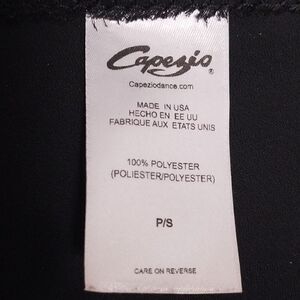 Capezio®
Capeziodance.com
MADE IN USA
HECHO EN EE UU
FABRIQUE AUX ETATS UNIS
100% POLYESTER
(POLIESTER/POLYESTER)
P/S
CARE ON REVERSE